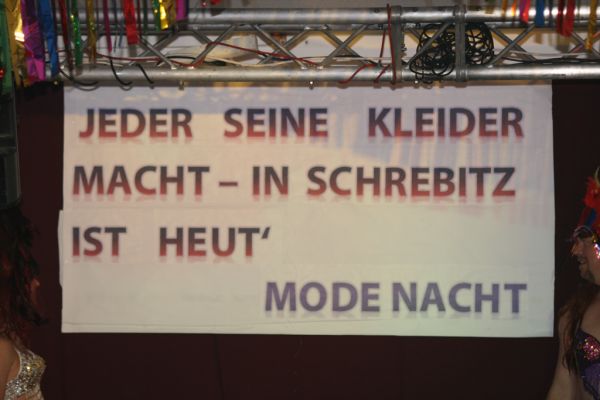 JEDER SEINE KLEIDER
MACHT – IN SCHREBITZ
IST HEUT‘
MODE NACHT